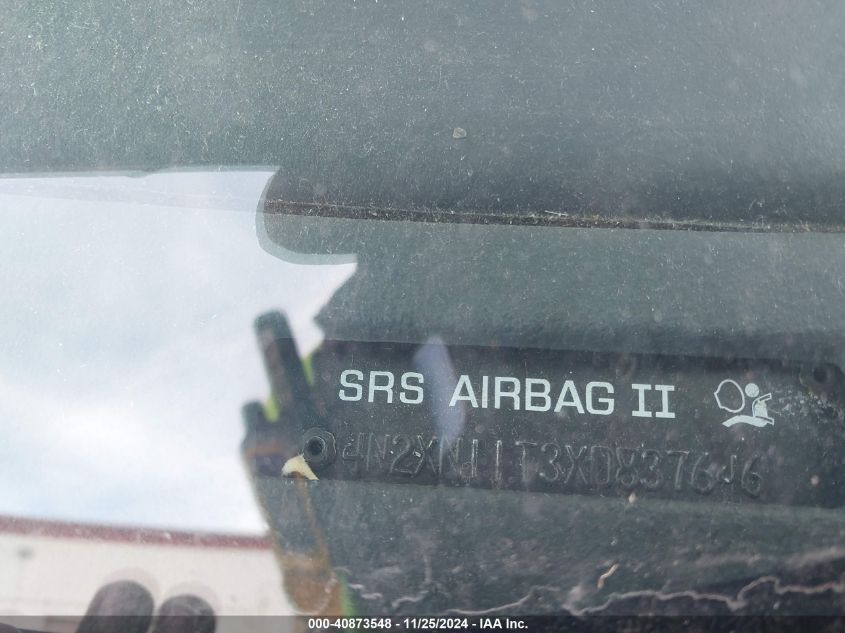 SRS AIRBAG II
4N2XN11T3XD837646
000-40873548 - 11/25/2024 - IAA Inc.